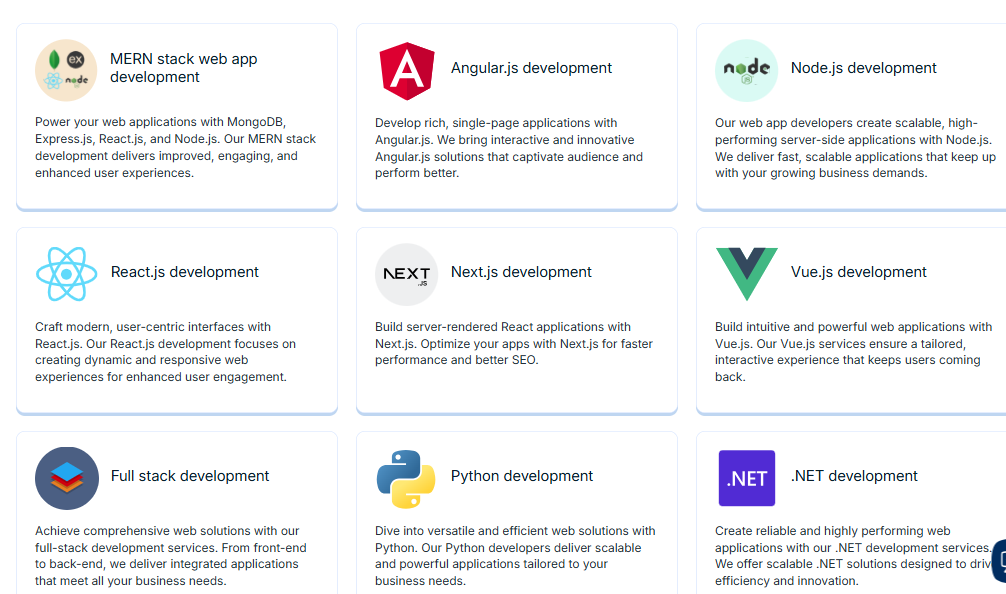 ex
node
MERN stack web app
development
Power your web applications with MongoDB,
Express.js, React.js, and Node.js. Our MERN stack
development delivers improved, engaging, and
enhanced user experiences.
A
Angular.js development
Develop rich, single-page applications with
Angular.js. We bring interactive and innovative
Angular.js solutions that captivate audience and
perform better.
node
JS
Node.js development
Our web app developers create scalable, high-
performing server-side applications with Node.js.
We deliver fast, scalable applications that keep up
with your growing business demands.
React.js development
Craft modern, user-centric interfaces with
React.js. Our React.js development focuses on
creating dynamic and responsive web
experiences for enhanced user engagement.
NEXT
.JS
Next.js development
Build server-rendered React applications with
Next.js. Optimize your apps with Next.js for faster
performance and better SEO.
Vue.js development
Build intuitive and powerful web applications with
Vue.js. Our Vue.js services ensure a tailored,
interactive experience that keeps users coming
back.
Full stack development
Achieve comprehensive web solutions with our
full-stack development services. From front-end
to back-end, we deliver integrated applications
that meet all your business needs.
Python development
Dive into versatile and efficient web solutions with
Python. Our Python developers deliver scalable
and powerful applications tailored to your
business needs.
.NET
.NET development
Create reliable and highly performing web
applications with our .NET development services.
We offer scalable .NET solutions designed to
efficiency and innovation.